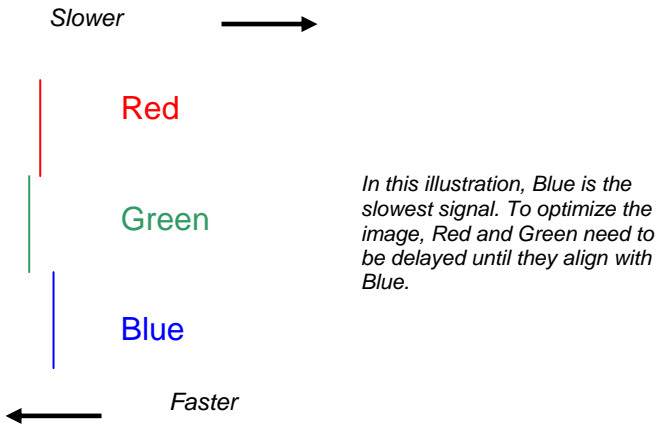 Slower
Red
Green
Blue
In this illustration, Blue is the
slowest signal. To optimize the
image, Red and Green need to
be delayed until they align with
Blue.
Faster